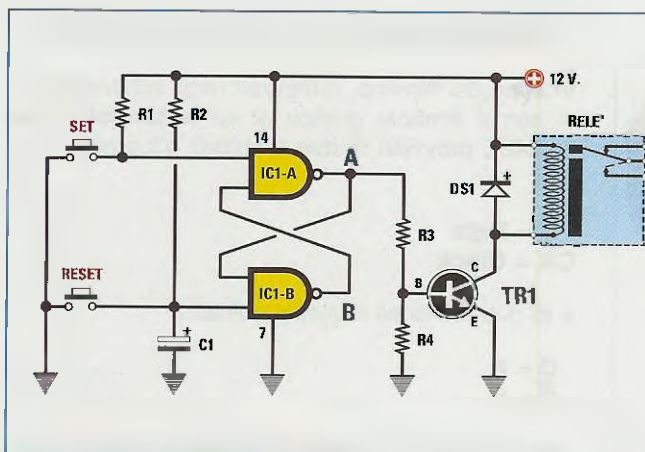 12 V.
R1
R2
RELE'
SET
14
A
IC1-A
DS1
R3
C
B
TR1
RESET
IC1-B
B
E
7
R4
C1